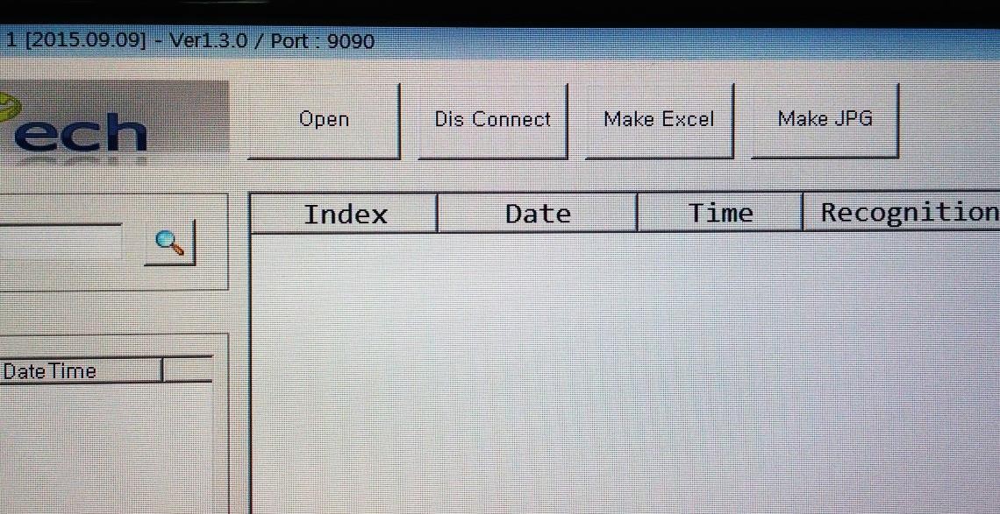 1 [2015.09.09] - Ver1.3.0 / Port : 9090
ech
Open
Dis Connect
Make Excel
Make JPG
Index
Date
Time
Recognition
DateTime